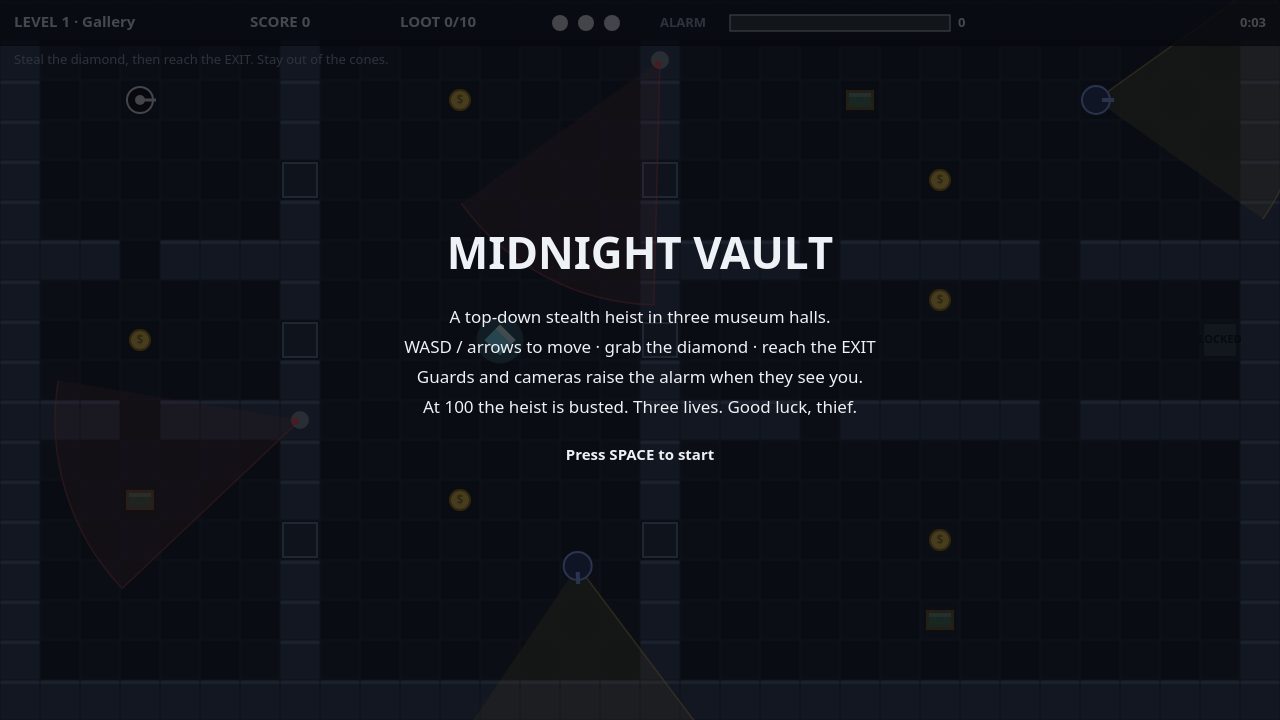 LEVEL 1 · Gallery SCORE 0 LOOT 0/10 ALARM 0 0:03
Steal the diamond, then reach the EXIT. Stay out of the cones.
$
$
MIDNIGHT VAULT
$
A top-down stealth heist in three museum halls.
$ LOCKED
WASD / arrows to move · grab the diamond · reach the EXIT
Guards and cameras raise the alarm when they see you.
At 100 the heist is busted. Three lives. Good luck, thief.
Press SPACE to start
$
$